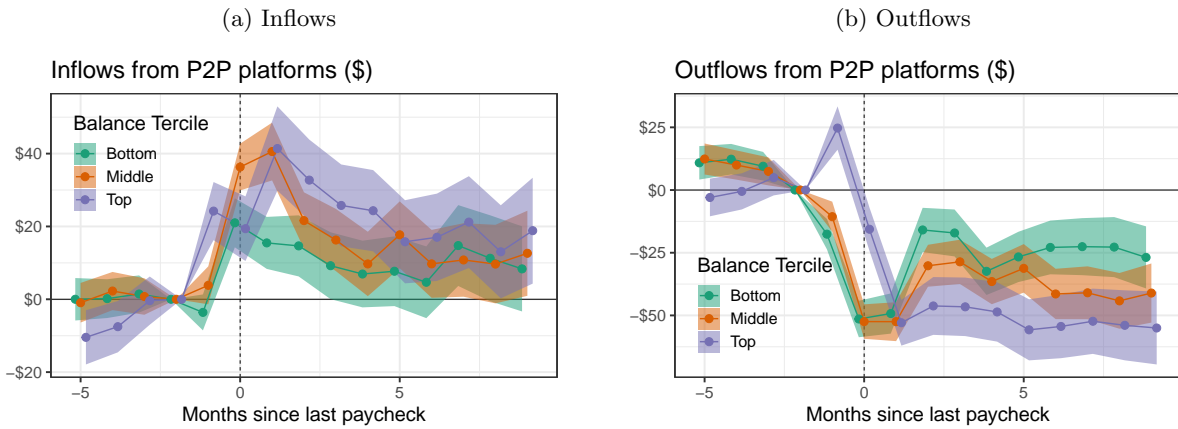 (a) Inflows
Inflows from P2P platforms ($)
Balance Tercile
Bottom
Middle
Top
$40
$20
$0
−$20
−5
0
5
Months since last paycheck
(b) Outflows
Outflows from P2P platforms ($)
$25
$0
−$25
−$50
Balance Tercile
Bottom
Middle
Top
−5
0
5
Months since last paycheck